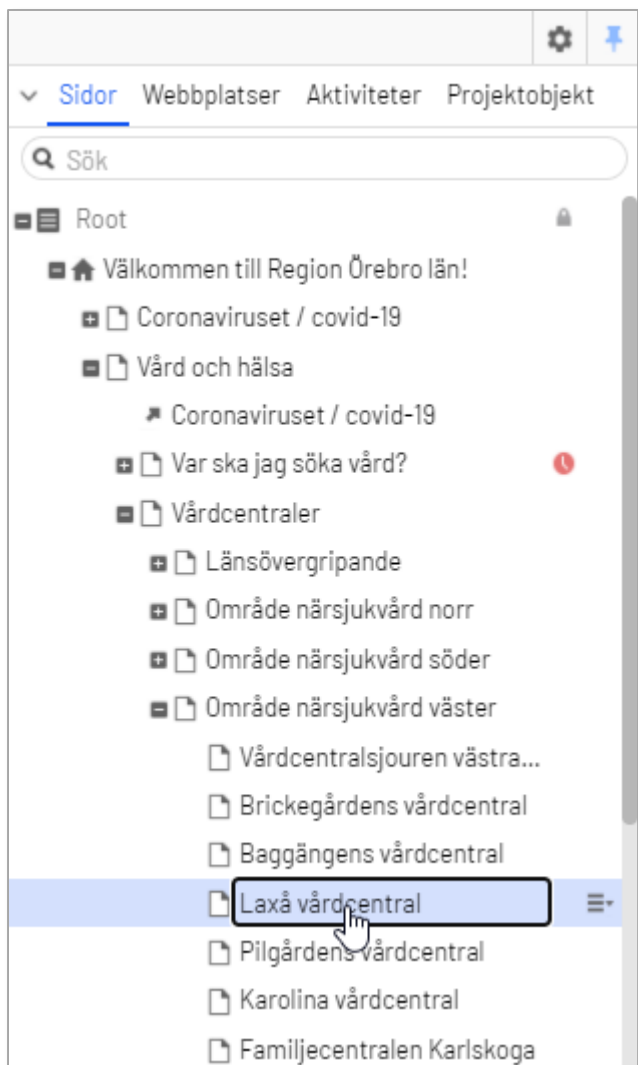 Sidor Webbplatser Aktiviteter Projektobjekt
Sök
Root
Välkommen till Region Örebro län!
Coronaviruset / covid-19
Vård och hälsa
Coronaviruset / covid-19
Var ska jag söka vård?
Vårdcentraler
Länsövergripande
Område närsjukvård norr
Område närsjukvård söder
Område närsjukvård väster
Vårdcentralsjouren västra...
Brickegårdens vårdcentral
Baggängens vårdcentral
Laxå vårdcentral
Pilgårdens vårdcentral
Karolina vårdcentral
Familjecentralen Karlskoga